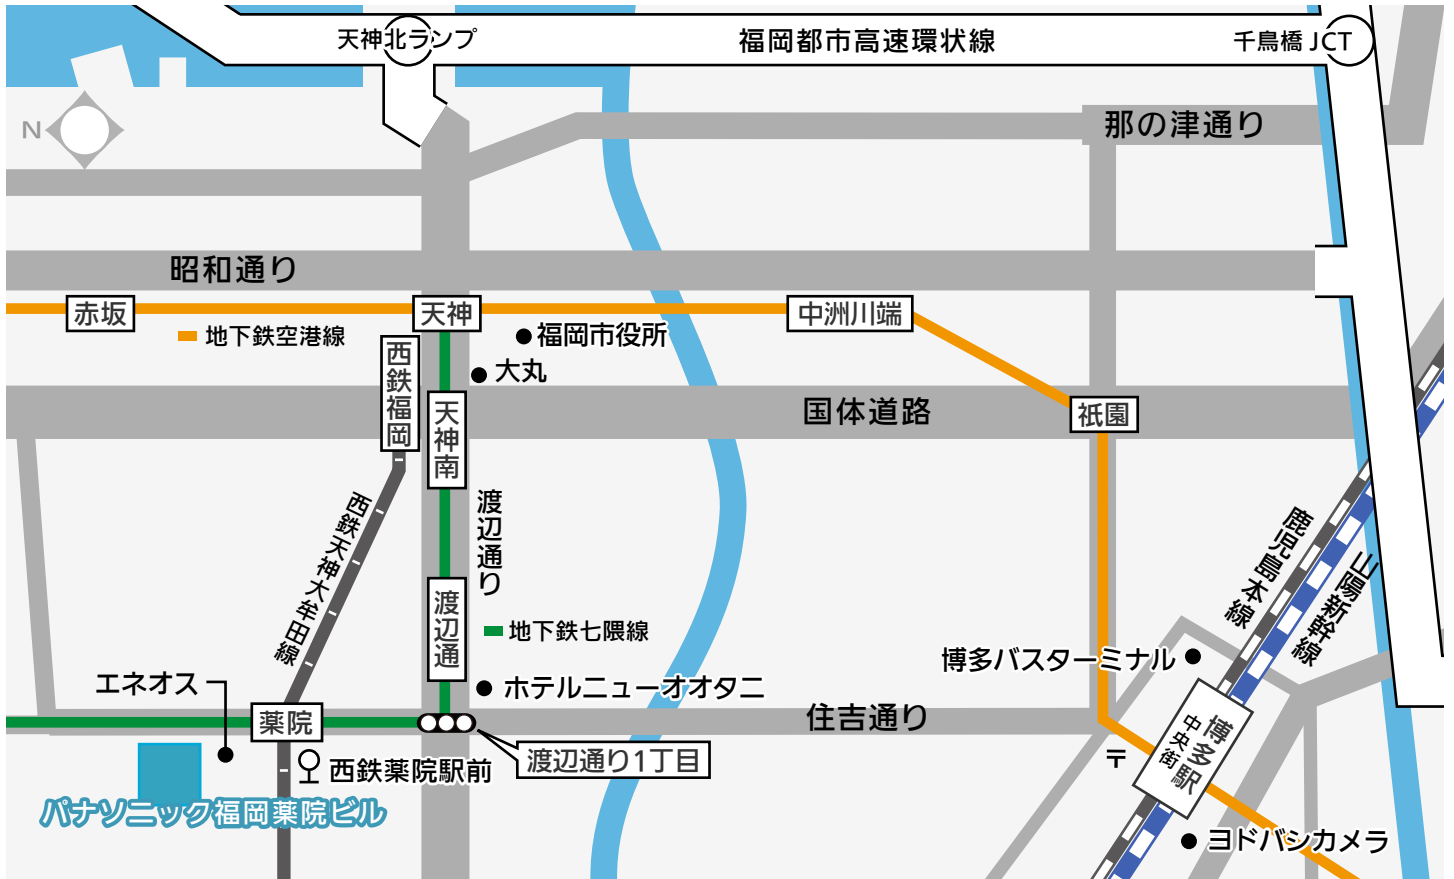 天神北ランプ
福岡都市高速環状線
千鳥橋JCT
N
那の津通り
昭和通り
赤坂
天神
中洲川端
地下鉄空港線
福岡市役所
西鉄福岡
大丸
天神南
国体道路
祇園
渡辺通り
西鉄天神大牟田線
鹿児島本線
山陽新幹線
渡辺通
地下鉄七隈線
博多バスターミナル
エネオス
ホテルニューオオタニ
薬院
住吉通り
博多駅
中央街
〒
西鉄薬院駅前
渡辺通り1丁目
パナソニック福岡薬院ビル
ヨドバシカメラ